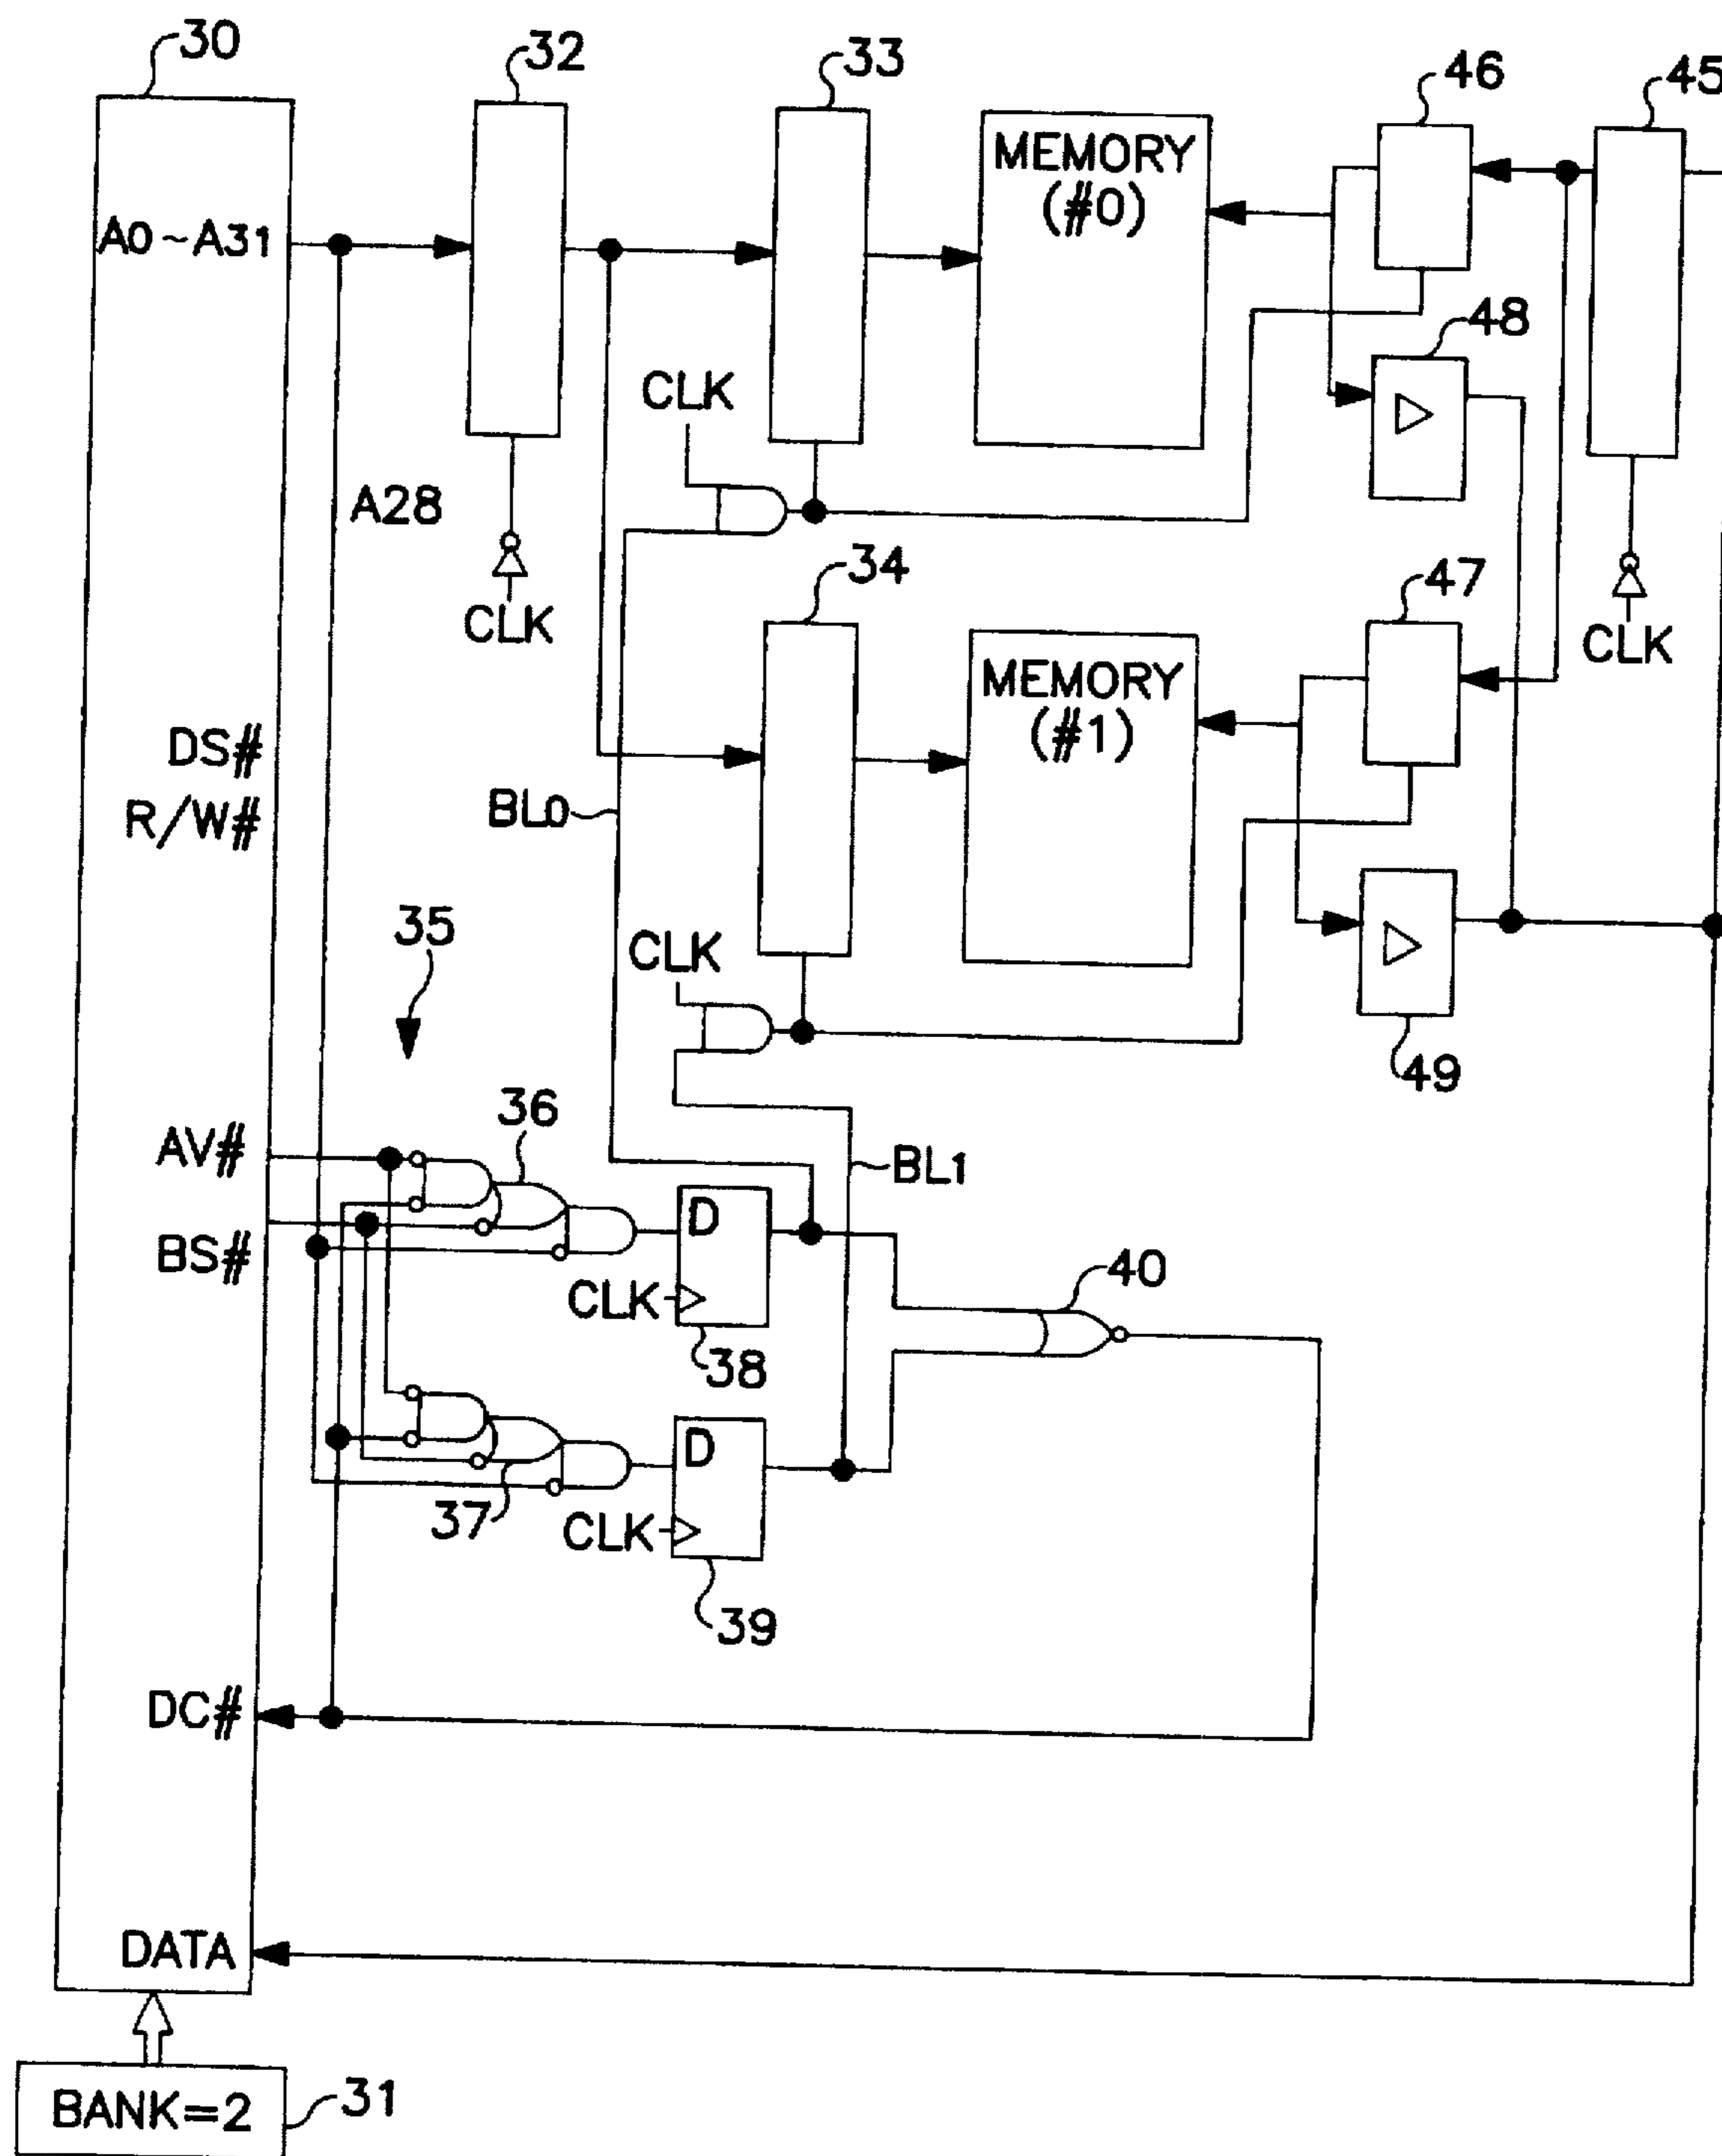 30
32
33
46
45
MEMORY
(#0)
A0~A31
48
CLK
A28
34
47
CLK
CLK
MEMORY
(#1)
DS#
R/W#
BL0
35
CLK
49
36
AV#
BL1
BS#
D
40
CLK
38
D
37
CLK
39
DC#
DATA
BANK=2
31